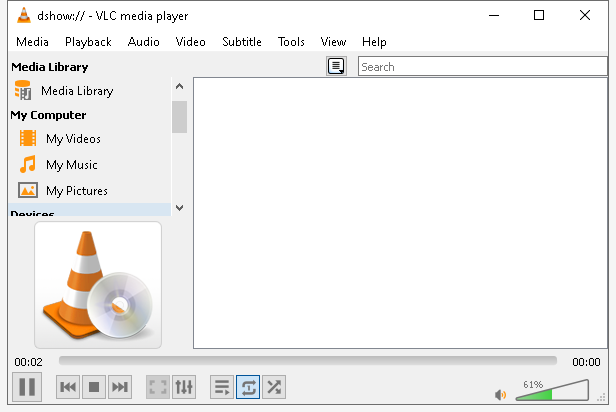 dshow:// - VLC media player
Media Playback Audio Video Subtitle Tools View Help
Media Library
Search
Media Library
My Computer
My Videos
My Music
My Pictures
Devices
00:02 00:00
61%